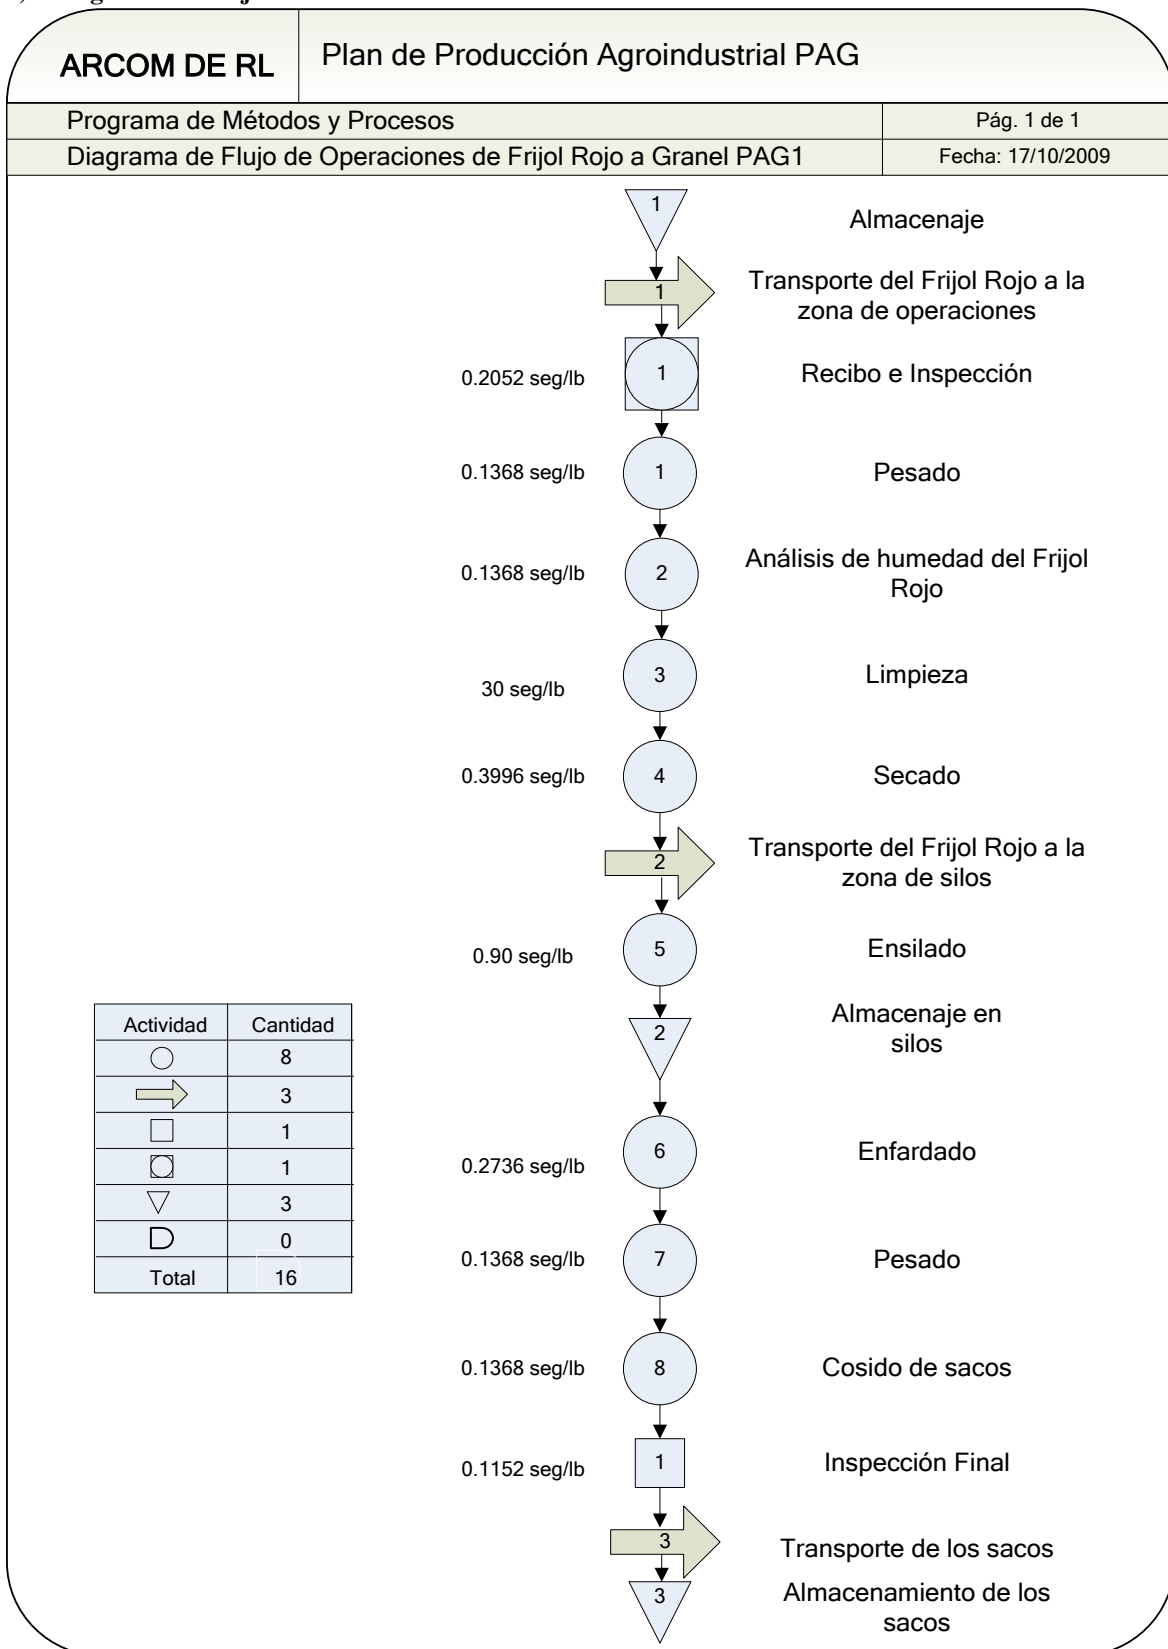 ARCOM DE RL
Plan de Producción Agroindustrial PAG
Programa de Métodos y Procesos
Pág. 1 de 1
Diagrama de Flujo de Operaciones de Frijol Rojo a Granel PAG1
Fecha: 17/10/2009
1
Almacenaje
1
Transporte del Frijol Rojo a la
zona de operaciones
0.2052 seg/lb
1
Recibo e Inspección
0.1368 seg/lb
1
Pesado
0.1368 seg/lb
2
Análisis de humedad del Frijol
Rojo
30 seg/lb
3
Limpieza
0.3996 seg/lb
4
Secado
2
Transporte del Frijol Rojo a la
zona de silos
0.90 seg/lb
5
Ensilado
2
Almacenaje en
silos
0.2736 seg/lb
6
Enfardado
0.1368 seg/lb
7
Pesado
0.1368 seg/lb
8
Cosido de sacos
0.1152 seg/lb
1
Inspección Final
3
Transporte de los sacos
3
Almacenamiento de los
sacos
Actividad Cantidad
8
3
1
1
3
0
Total 16